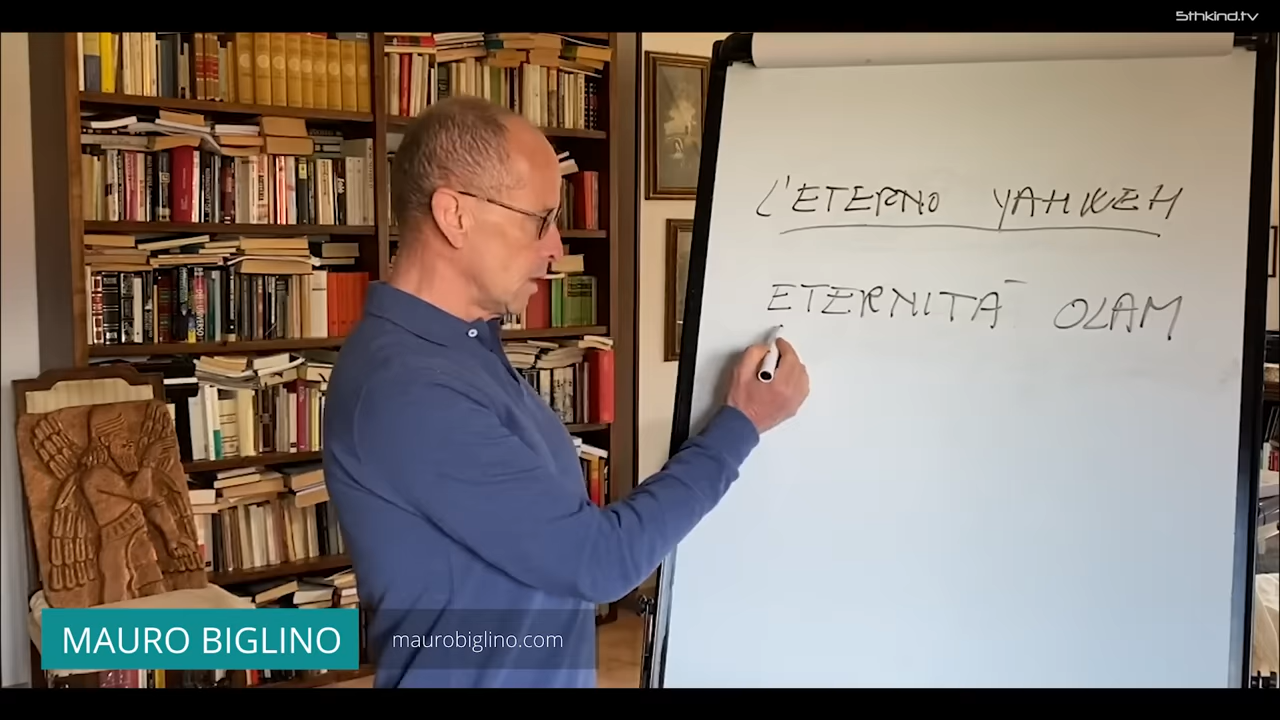 5thkind.tv
L'ETERNO YAHWEH
ETERNITÀ OLAM
MAURO BIGLINO
maurobiglino.com